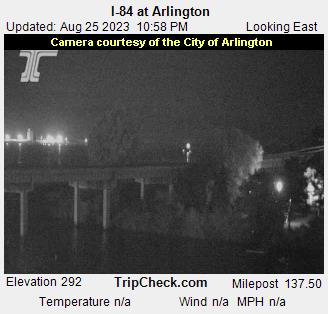 I-84 at Arlington
Updated: Aug 25 2023 10:58 PM Looking East
Camera courtesy of the City of Arlington
Elevation 292 TripCheck.com Milepost 137.50
Temperature n/a Wind n/a MPH n/a